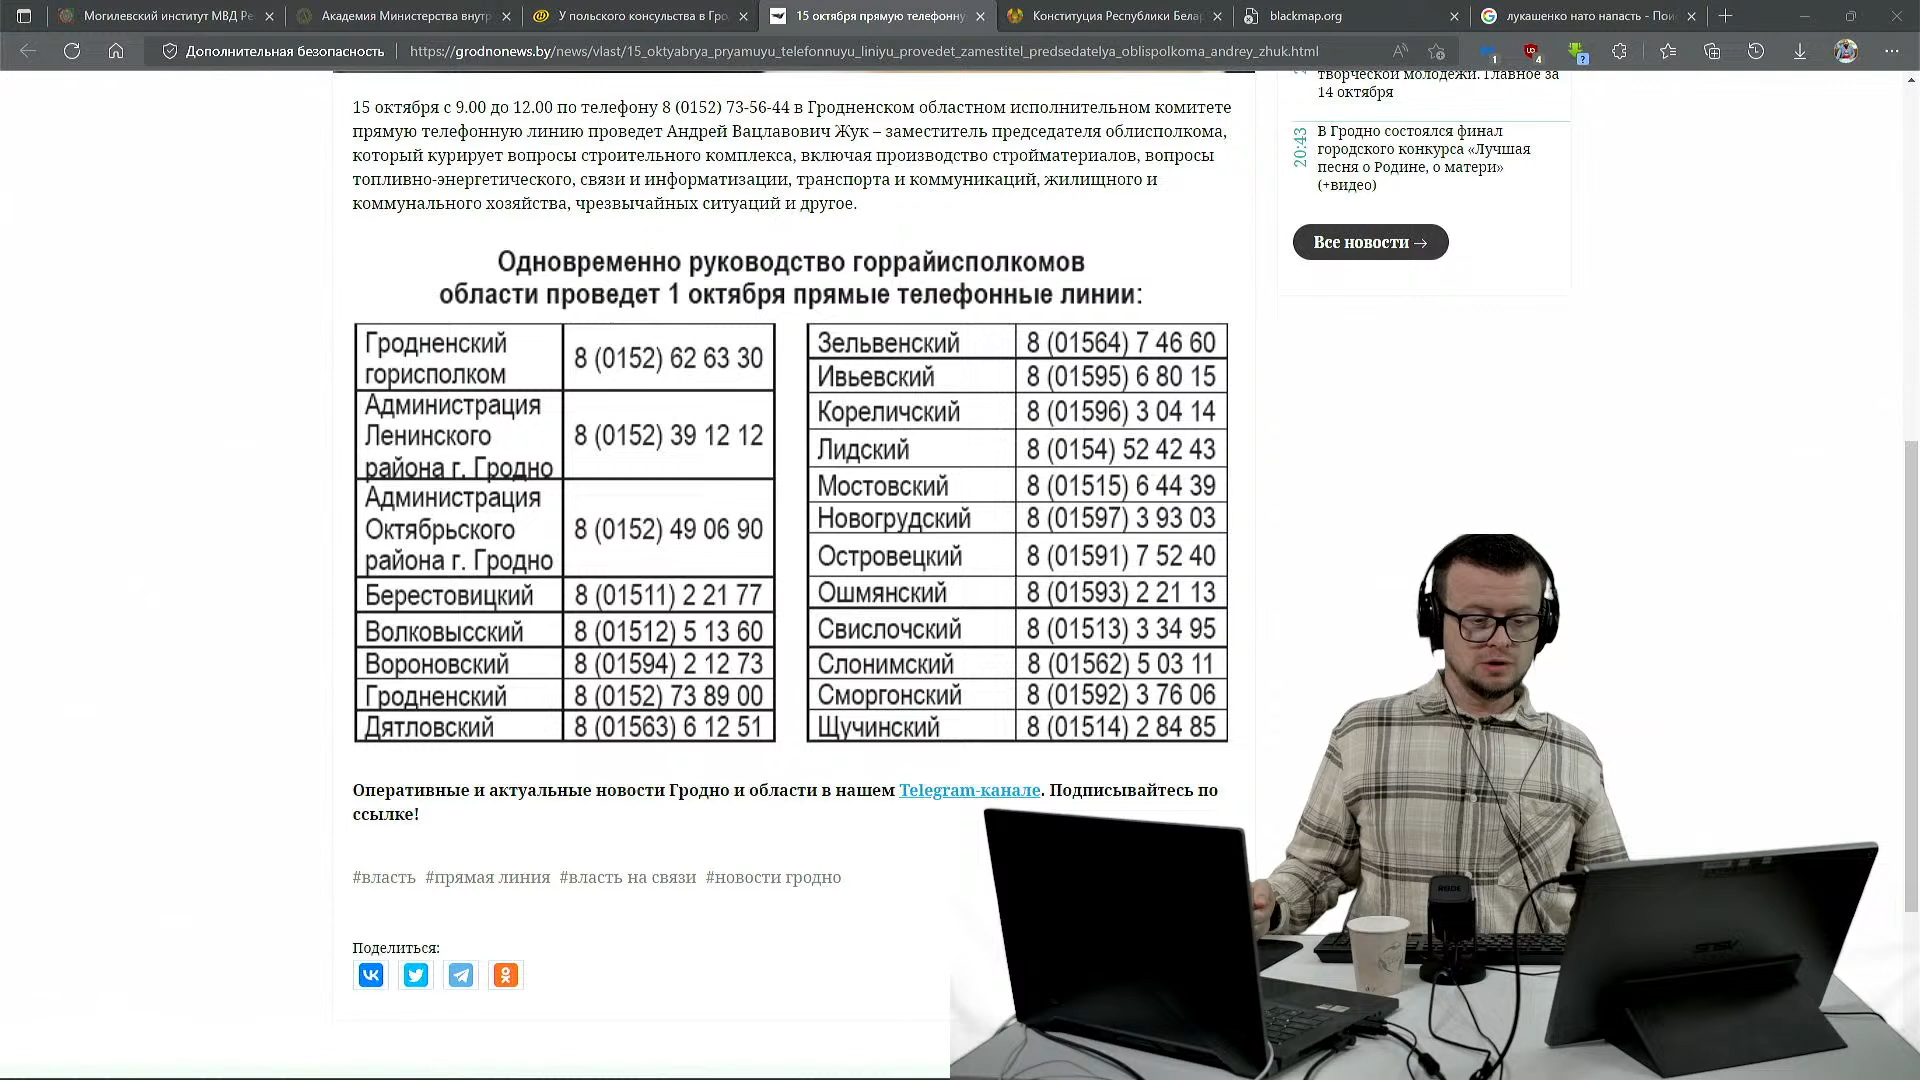 Могилевский институт МВД Ре
Академия Министерства внутр
У польского консульства в Гро
15 октября прямую телефонну
Конституция Республики Бела
blackmap.org
лукашенко нато напасть - Пои
Дополнительная безопасность
https://grodnonews.by/news/vlast/15_oktyabrya_pryamuyu_telefonnuyu_liniyu_provedet_zamestitel_predsedatelya_oblispolkoma_andrey_zhuk.html
15 октября с 9.00 до 12.00 по телефону 8 (0152) 73-56-44 в Гродненском областном исполнительном комитете
прямую телефонную линию проведет Андрей Вацлавович Жук – заместитель председателя облисполкома,
который курирует вопросы строительного комплекса, включая производство стройматериалов, вопросы
топливно-энергетического, связи и информатизации, транспорта и коммуникаций, жилищного и
коммунального хозяйства, чрезвычайных ситуаций и другое.
Одновременно руководство горрайисполкомов
области проведет 1 октября прямые телефонные линии:
Гродненский
горисполком
8 (0152) 62 63 30
Администрация
Ленинского
района г. Гродно
8 (0152) 39 12 12
Администрация
Октябрьского
района г. Гродно
8 (0152) 49 06 90
Берестовицкий 8 (01511) 2 21 77
Волковысский 8 (01512) 5 13 60
Вороновский 8 (01594) 2 12 73
Гродненский 8 (0152) 73 89 00
Дятловский 8 (01563) 6 12 51
Зельвенский 8 (01564) 7 46 60
Ивьевский 8 (01595) 6 80 15
Кореличский 8 (01596) 3 04 14
Лидский 8 (0154) 52 42 43
Мостовский 8 (01515) 6 44 39
Новогрудский 8 (01597) 3 93 03
Островецкий 8 (01591) 7 52 40
Ошмянский 8 (01593) 2 21 13
Свислочский 8 (01513) 3 34 95
Слонимский 8 (01562) 5 03 11
Сморгонский 8 (01592) 3 76 06
Щучинский 8 (01514) 2 84 85
Оперативные и актуальные новости Гродно и области в нашем Telegram-канале. Подписывайтесь по
ссылке!
#власть #прямая линия #власть на связи #новости гродно
Поделиться:
творческой молодежи. Главное за
14 октября
20:43
В Гродно состоялся финал
городского конкурса «Лучшая
песня о Родине, о матери»
(+видео)
Все новости →
RODE
ASUS